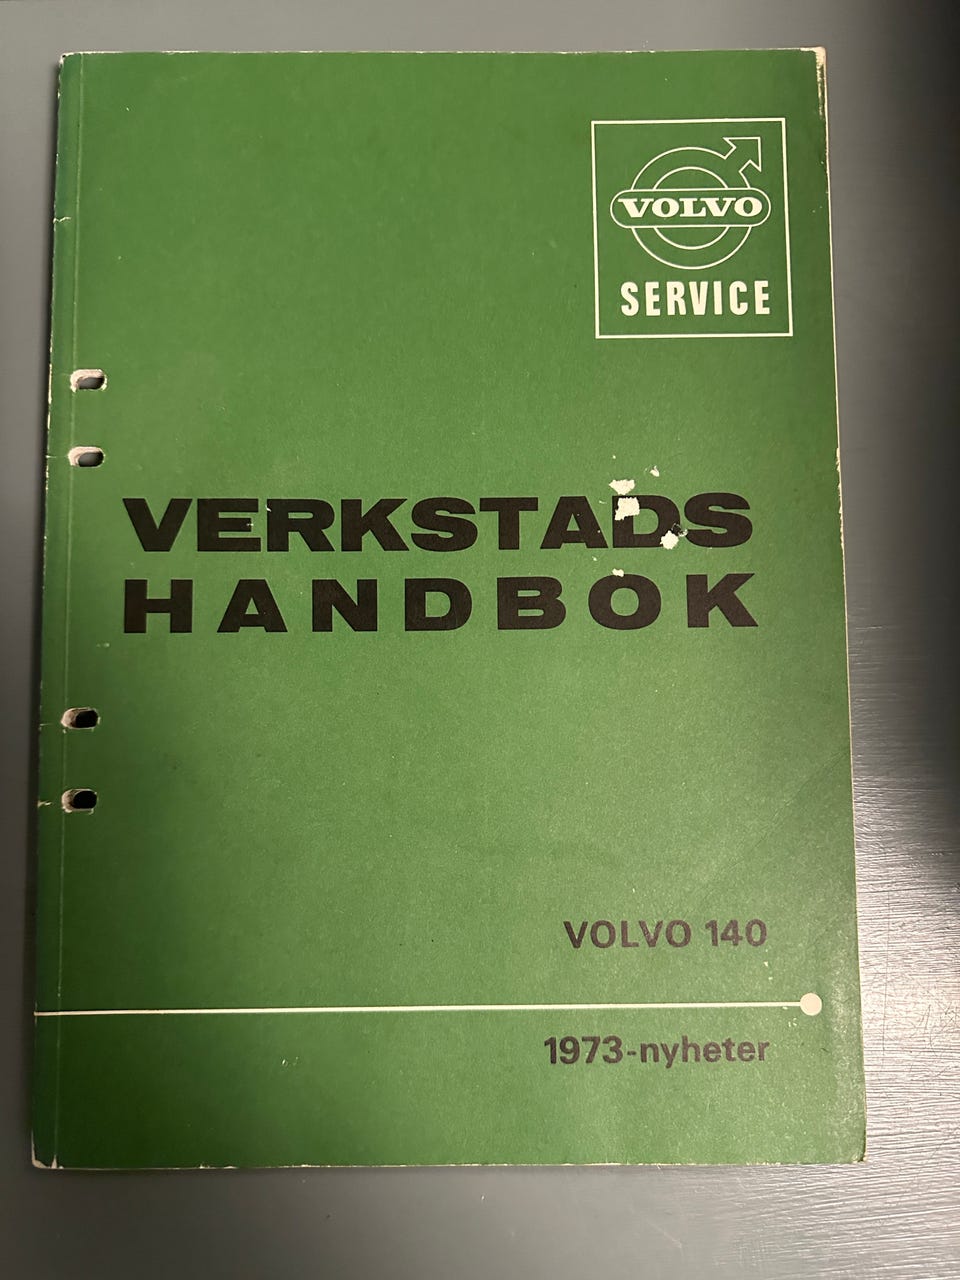 VOLVO
SERVICE
VERKSTADS
HANDBOK
VOLVO 140
1973-nyheter